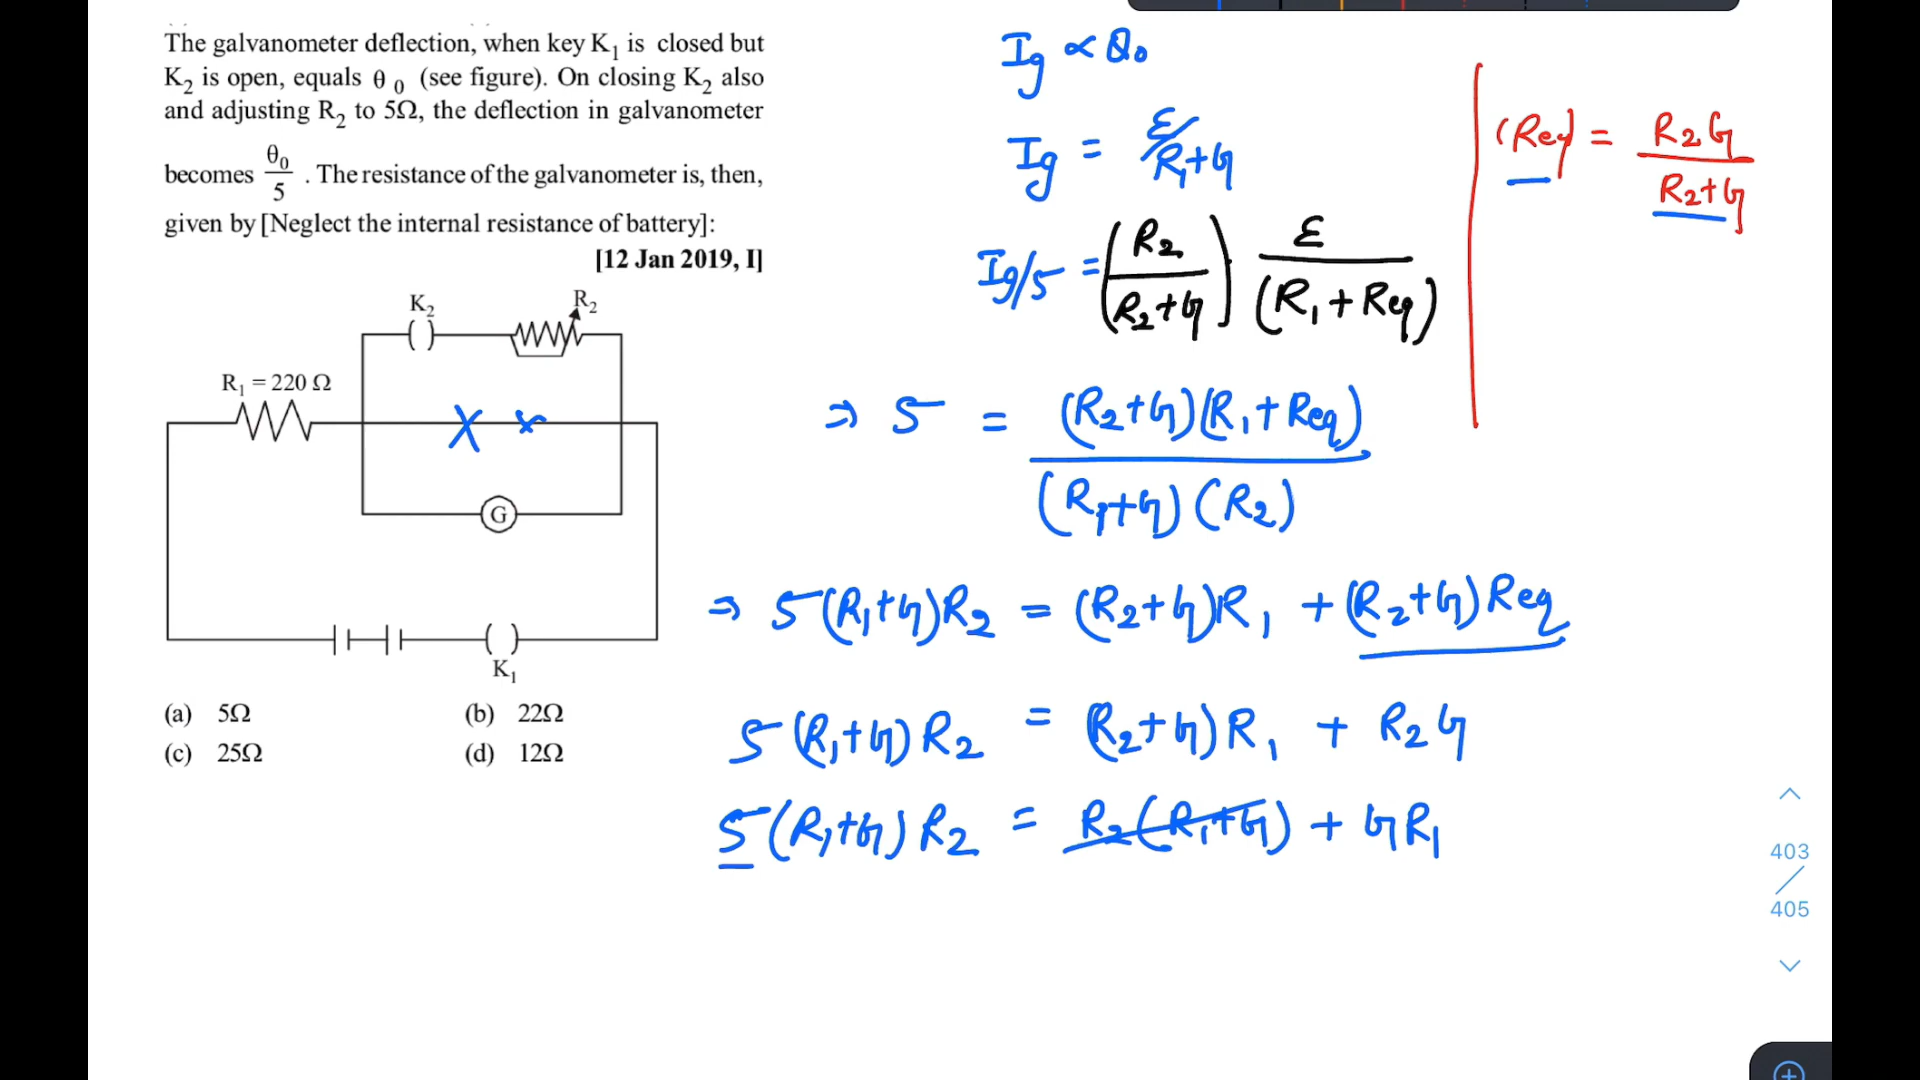 The galvanometer deflection, when key K₁ is closed but
K₂ is open, equals θ ₀ (see figure). On closing K₂ also
and adjusting R₂ to 5Ω, the deflection in galvanometer
becomes θ₀/5 . The resistance of the galvanometer is, then,
given by [Neglect the internal resistance of battery]:
[12 Jan 2019, I]
K₂
R₂
R₁ = 220 Ω
G
K₁
(a) 5Ω (b) 22Ω
(c) 25Ω (d) 12Ω
Ig ∝ θ₀
Ig = ε/R₁+G
Ig/5 = (R₂/R₂+G) ε/(R₁+Req)
⇒ 5 = (R₂+G)(R₁+Req)/(R₁+G)(R₂)
⇒ 5(R₁+G)R₂ = (R₂+G)R₁ + (R₂+G)Req
5(R₁+G)R₂ = (R₂+G)R₁ + R₂G
5(R₁+G)R₂ = R₂(R₁+G) + GR₁
(Req) = R₂G/R₂+G
403
/
405